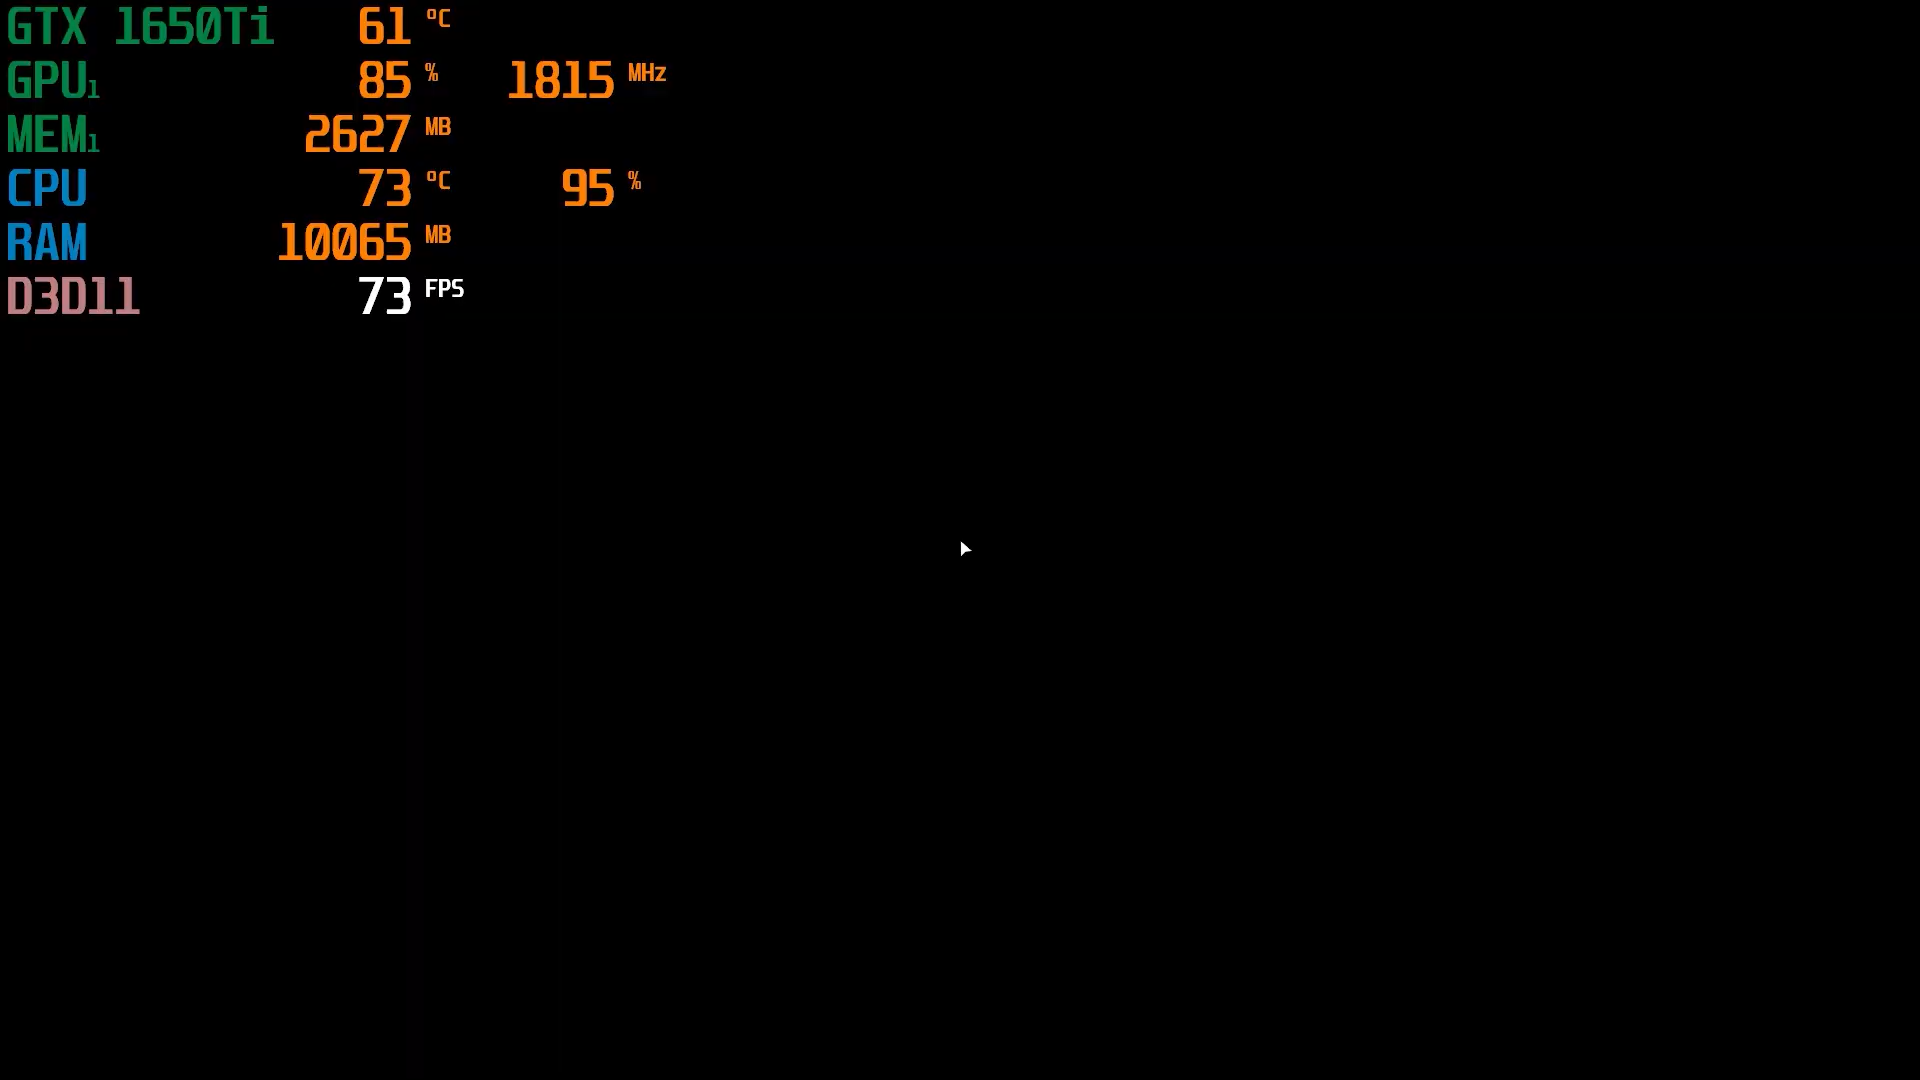 GTX 1650Ti 61 °C
GPU1 85 % 1815 MHz
MEM1 2627 MB
CPU 73 °C 95 %
RAM 10065 MB
D3D11 73 FPS